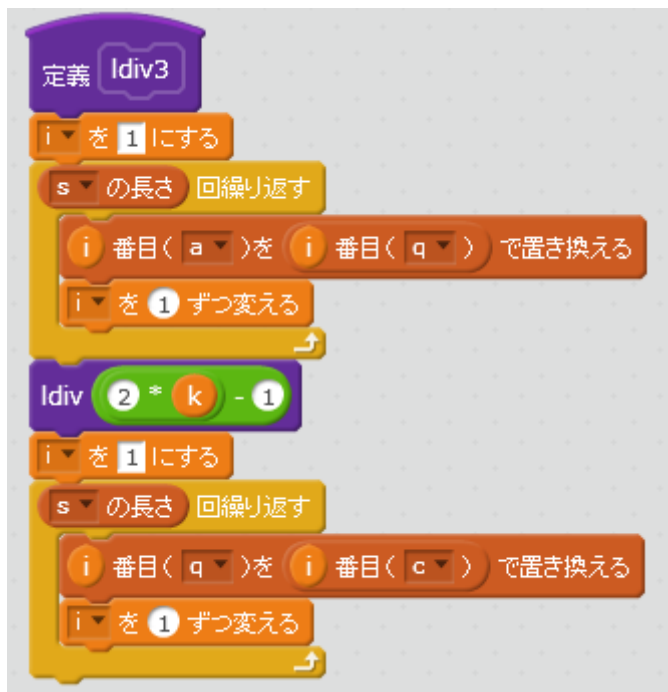 定義 ldiv3
i を 1 にする
s の長さ 回繰り返す
i 番目( a )を i 番目( q ) で置き換える
i を 1 ずつ変える
ldiv 2 * k - 1
i を 1 にする
s の長さ 回繰り返す
i 番目( q )を i 番目( c ) で置き換える
i を 1 ずつ変える